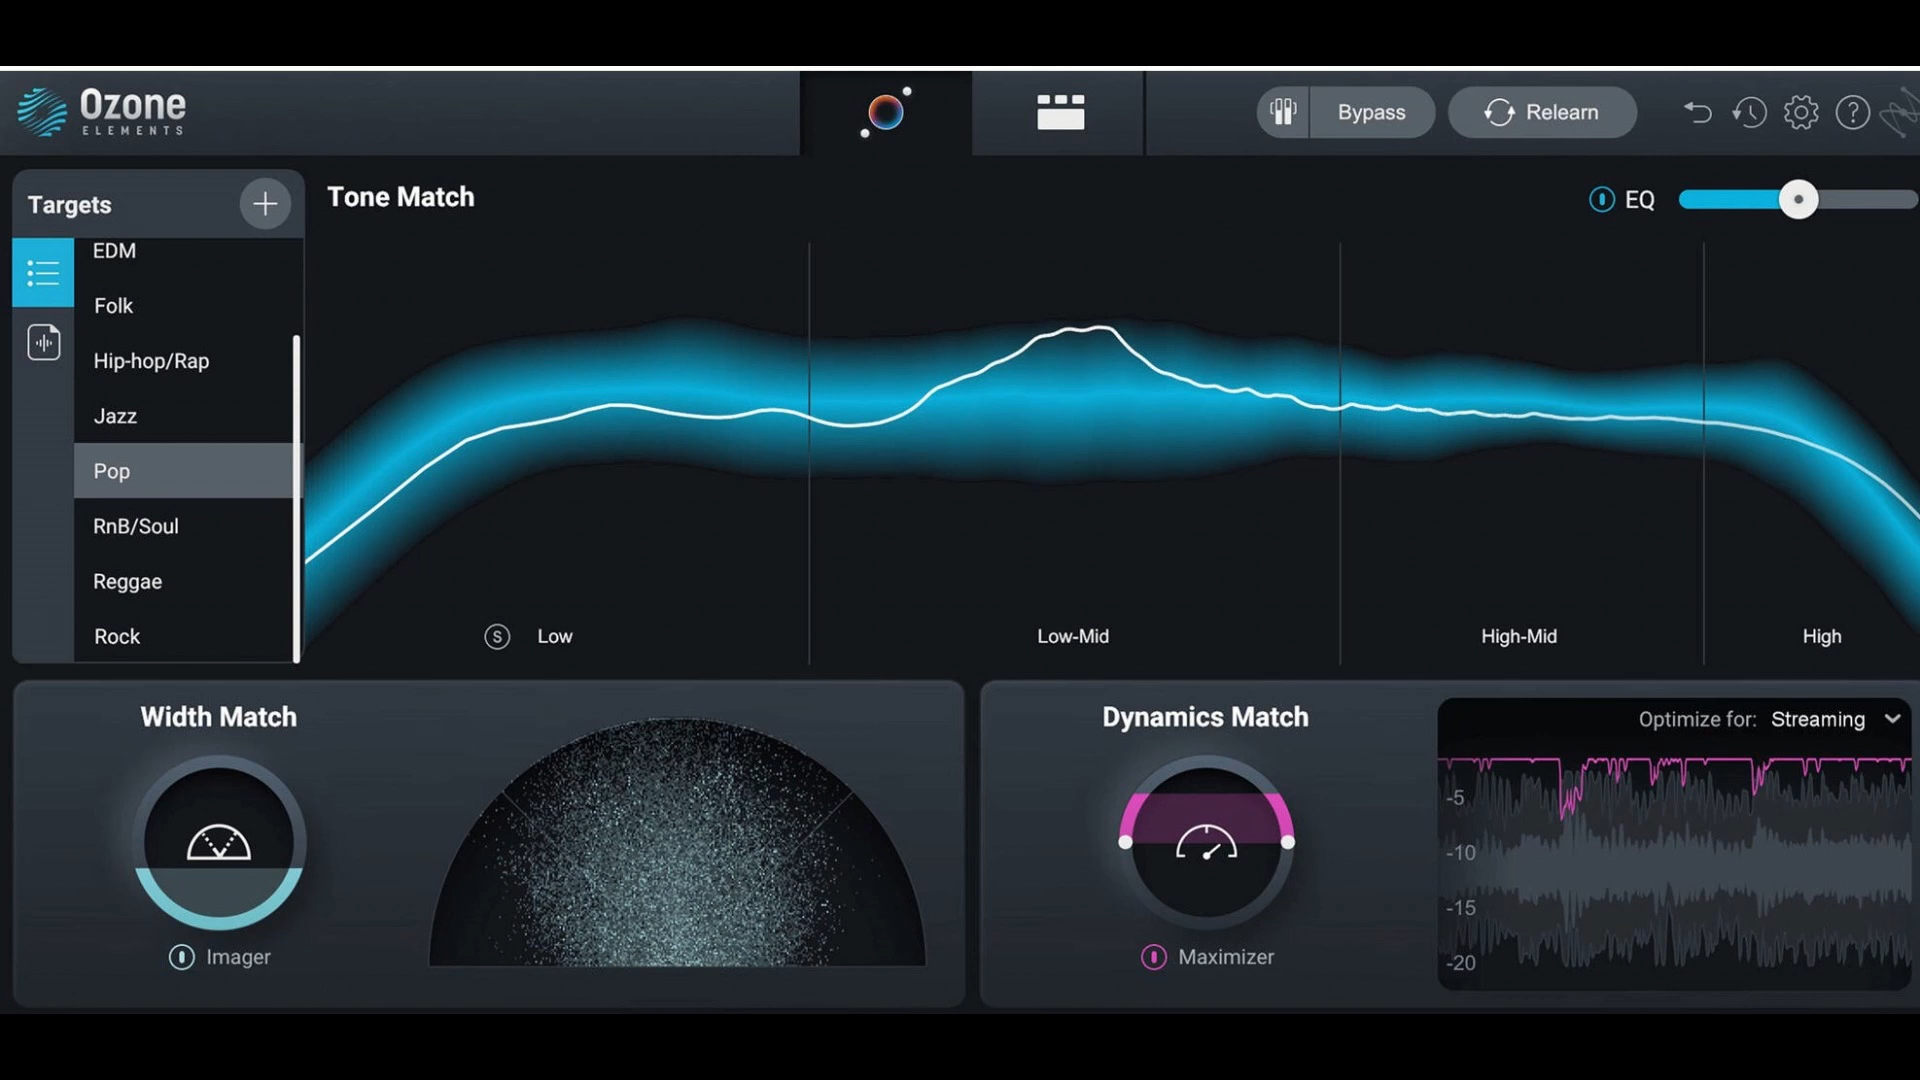 Ozone
ELEMENTS
Bypass
Relearn
?
Targets
+
EDM
Folk
Hip-hop/Rap
Jazz
Pop
RnB/Soul
Reggae
Rock
Tone Match
EQ
S Low
Low-Mid
High-Mid
High
Width Match
Imager
Dynamics Match
Maximizer
Optimize for: Streaming
-5
-10
-15
-20